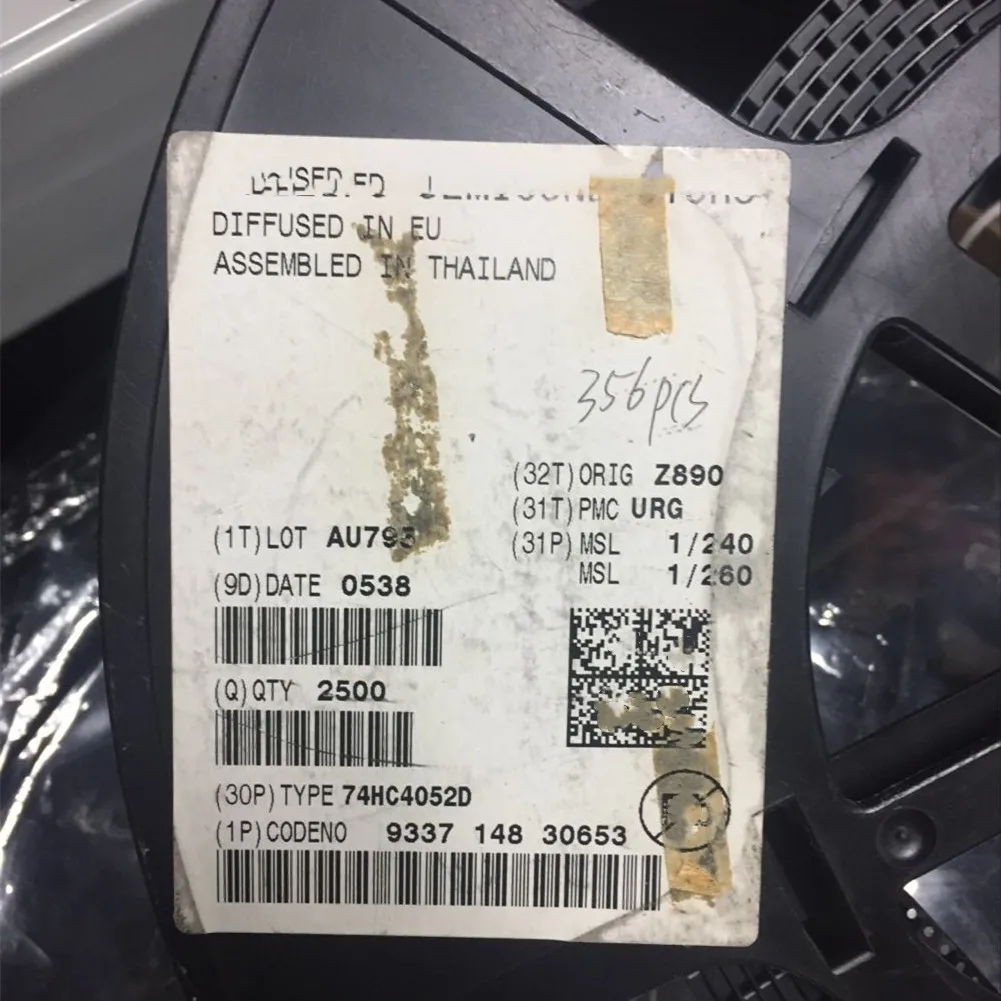 DIFFUSED IN EU
ASSEMBLED IN THAILAND
356pcs
(32T)ORIG Z890
(31T)PMC URG
(1T)LOT AU795
(31P)MSL 1/240
MSL 1/260
(9D)DATE 0538
(Q)QTY 2500
(30P)TYPE 74HC4052D
(1P)CODENO 9337 148 30653